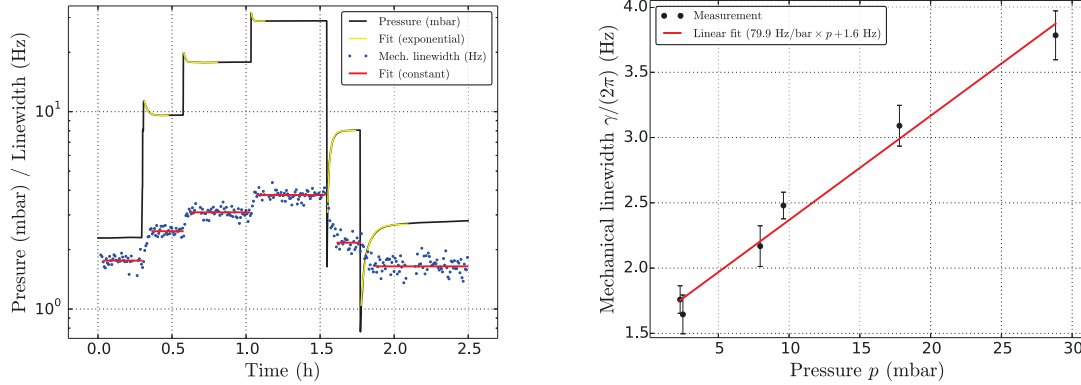 Pressure (mbar) / Linewidth (Hz)
10¹
10⁰
Pressure (mbar)
Fit (exponential)
Mech. linewidth (Hz)
Fit (constant)
0.0 0.5 1.0 1.5 2.0 2.5
Time (h)
Mechanical linewidth γ/(2π) (Hz)
4.0
3.5
3.0
2.5
2.0
1.5
Measurement
Linear fit (79.9 Hz/bar × p+1.6 Hz)
5 10 15 20 25 30
Pressure p (mbar)